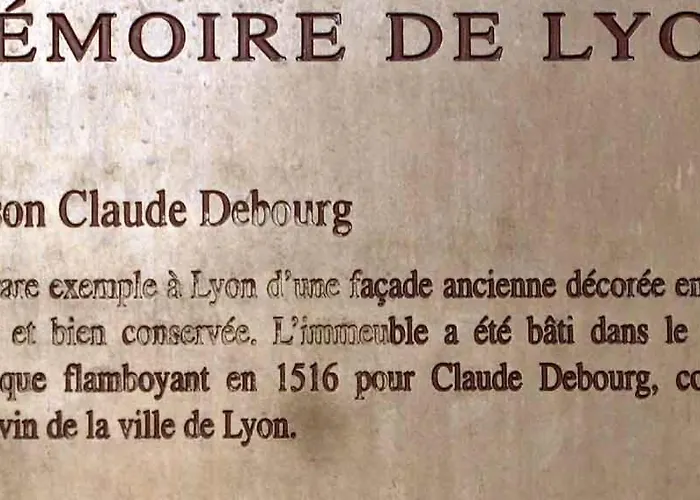 ÉMOIRE DE LYO
son Claude Debourg
are exemple à Lyon d'une façade ancienne décorée en
et bien conservée. L'immeuble a été bâti dans le
que flamboyant en 1516 pour Claude Debourg, co
vin de la ville de Lyon.